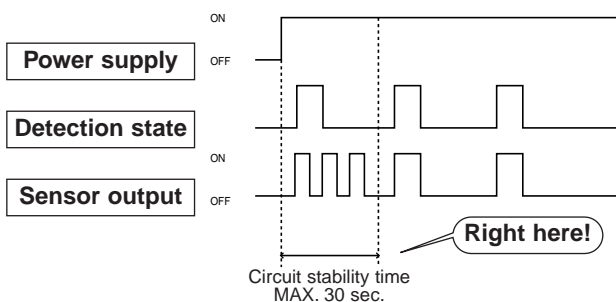 ON
Power supply
OFF
Detection state
ON
Sensor output
OFF
Right here!
Circuit stability time
MAX. 30 sec.